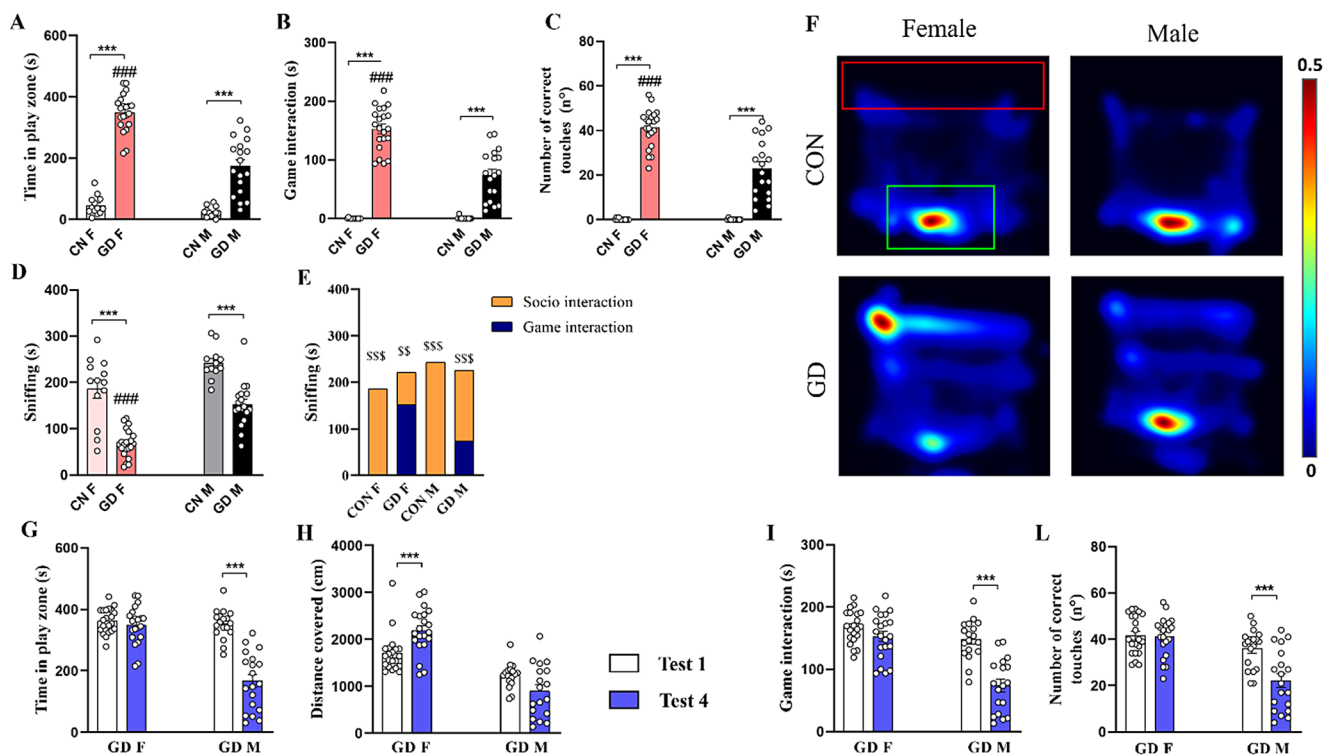 A
Time in play zone (s)
600
400
200
0
***
###
***
CN F
GD F
CN M
GD M
B
Game interaction (s)
300
200
100
0
***
###
***
CN F
GD F
CN M
GD M
C
Number of correct
touches (n°)
80
60
40
20
0
***
###
***
CN F
GD F
CN M
GD M
F
Female
Male
CON
GD
0.5
0
D
Sniffing (s)
400
300
200
100
0
***
###
***
CN F
GD F
CN M
GD M
E
Sniffing (s)
400
300
200
100
0
$$$
$$
$$$
$$$
CON F
GD F
CON M
GD M
Socio interaction
Game interaction
G
Time in play zone (s)
600
400
200
0
***
GD F
GD M
H
Distance covered (cm)
4000
3000
2000
1000
0
***
GD F
GD M
Test 1
Test 4
I
Game interaction (s)
300
200
100
0
***
GD F
GD M
L
Number of correct
touches (n°)
80
60
40
20
0
***
GD F
GD M